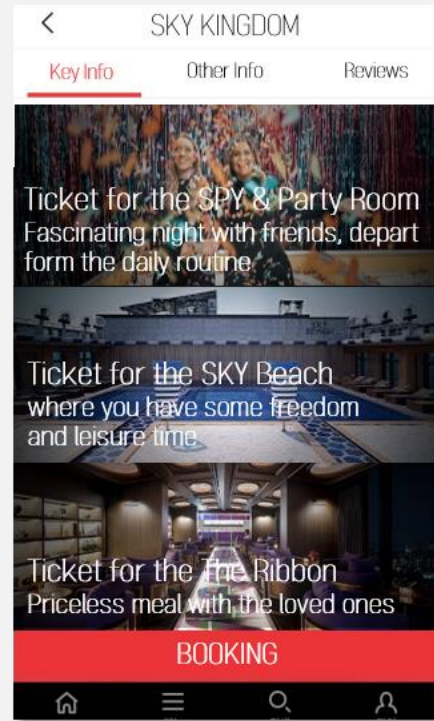 SKY KINGDOM
Key Info
Other Info
Reviews
Ticket for the SPY & Party Room
Fascinating night with friends, depart
form the daily routine
Ticket for the SKY Beach
where you have some freedom
and leisure time
Ticket for the The Ribbon
Priceless meal with the loved ones
BOOKING